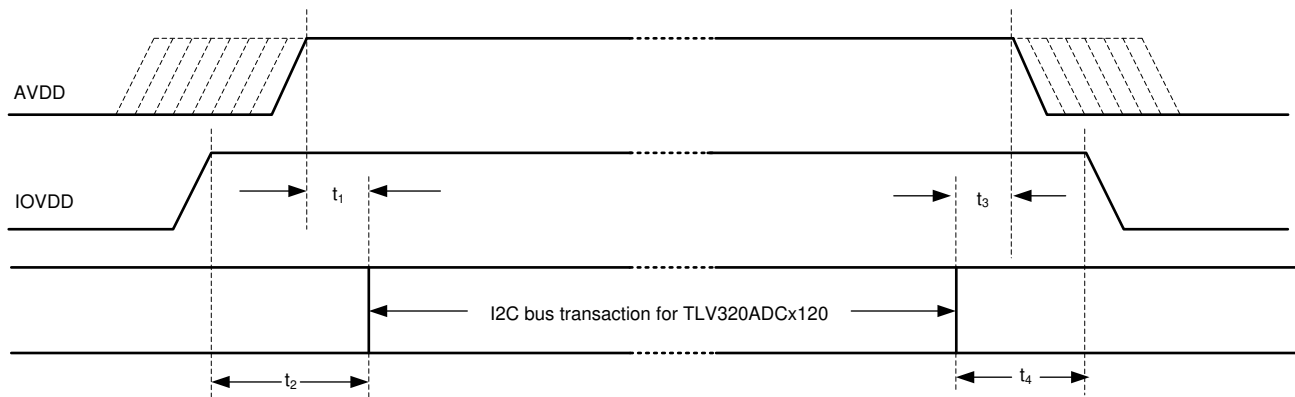 AVDD
IOVDD
t1
t3
I2C bus transaction for TLV320ADCx120
t2
t4